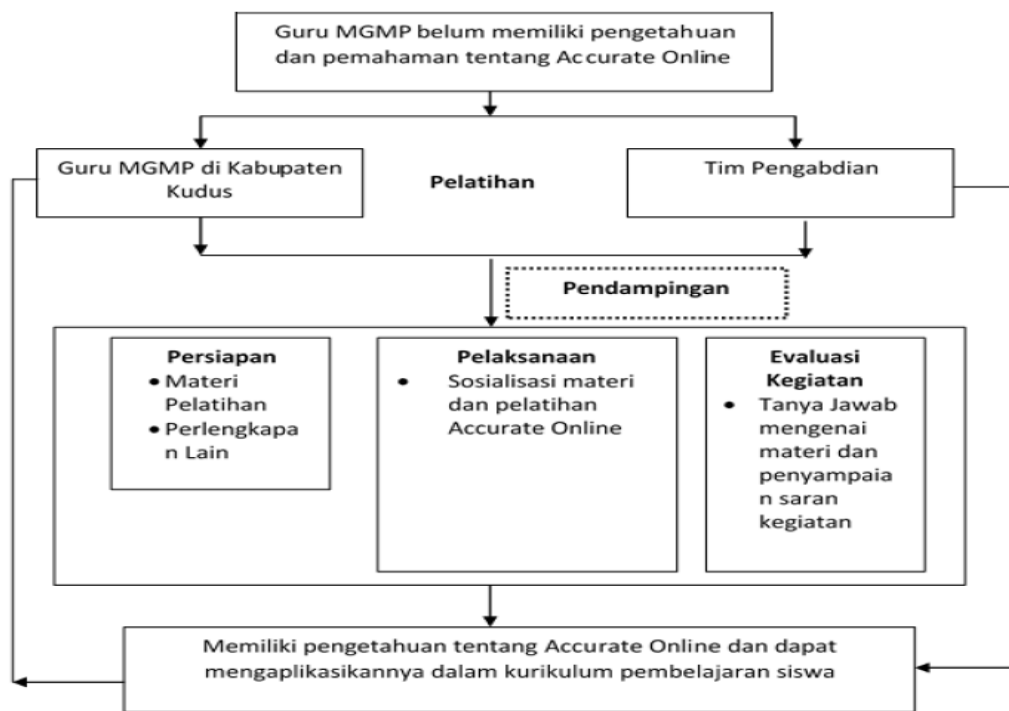 Guru MGMP belum memiliki pengetahuan
dan pemahaman tentang Accurate Online
Guru MGMP di Kabupaten
Kudus
Pelatihan
Tim Pengabdian
Pendampingan
Persiapan
• Materi
Pelatihan
• Perlengkapa
n Lain
Pelaksanaan
• Sosialisasi materi
dan pelatihan
Accurate Online
Evaluasi
Kegiatan
• Tanya Jawab
mengenai
materi dan
penyampaia
n saran
kegiatan
Memiliki pengetahuan tentang Accurate Online dan dapat
mengaplikasikannya dalam kurikulum pembelajaran siswa